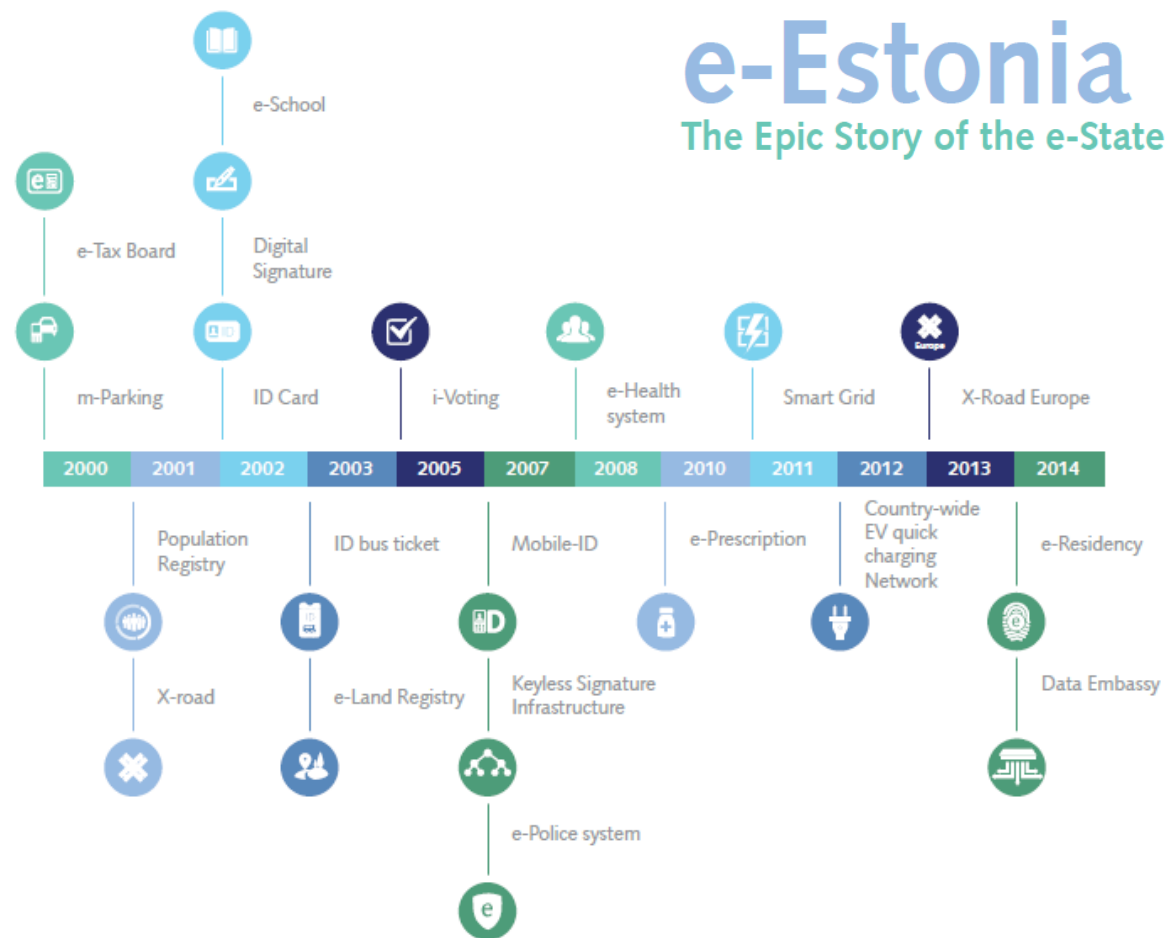 e-Estonia
The Epic Story of the e-State
e-School
e-Tax Board
Digital
Signature
m-Parking
ID Card
i-Voting
e-Health
system
Smart Grid
Europe
X-Road Europe
2000 2001 2002 2003 2005 2007 2008 2010 2011 2012 2013 2014
Population
Registry
ID bus ticket
Mobile-ID
e-Prescription
Country-wide
EV quick
charging
Network
e-Residency
X-road
e-Land Registry
Keyless Signature
Infrastructure
Data Embassy
e-Police system